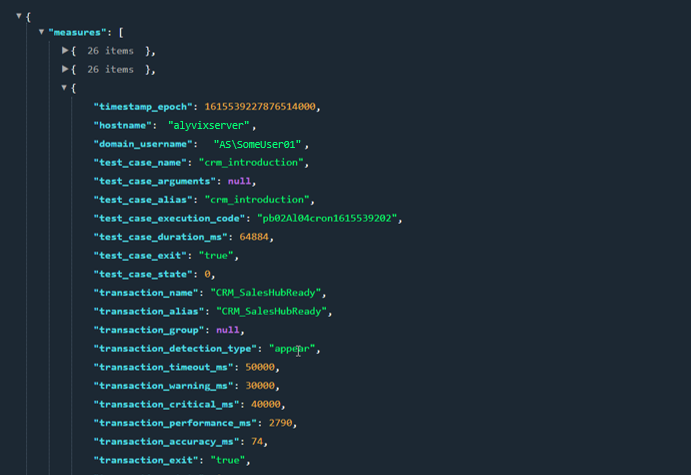 {
"measures": [
{ 26 items },
{ 26 items },
{
"timestamp_epoch": 1615539227876514000,
"hostname": "alyvixserver",
"domain_username": "AS\SomeUser01",
"test_case_name": "crm_introduction",
"test_case_arguments": null,
"test_case_alias": "crm_introduction",
"test_case_execution_code": "pb02Al04cron1615539202",
"test_case_duration_ms": 64884,
"test_case_exit": "true",
"test_case_state": 0,
"transaction_name": "CRM_SalesHubReady",
"transaction_alias": "CRM_SalesHubReady",
"transaction_group": null,
"transaction_detection_type": "appear",
"transaction_timeout_ms": 50000,
"transaction_warning_ms": 30000,
"transaction_critical_ms": 40000,
"transaction_performance_ms": 2790,
"transaction_accuracy_ms": 74,
"transaction_exit": "true",